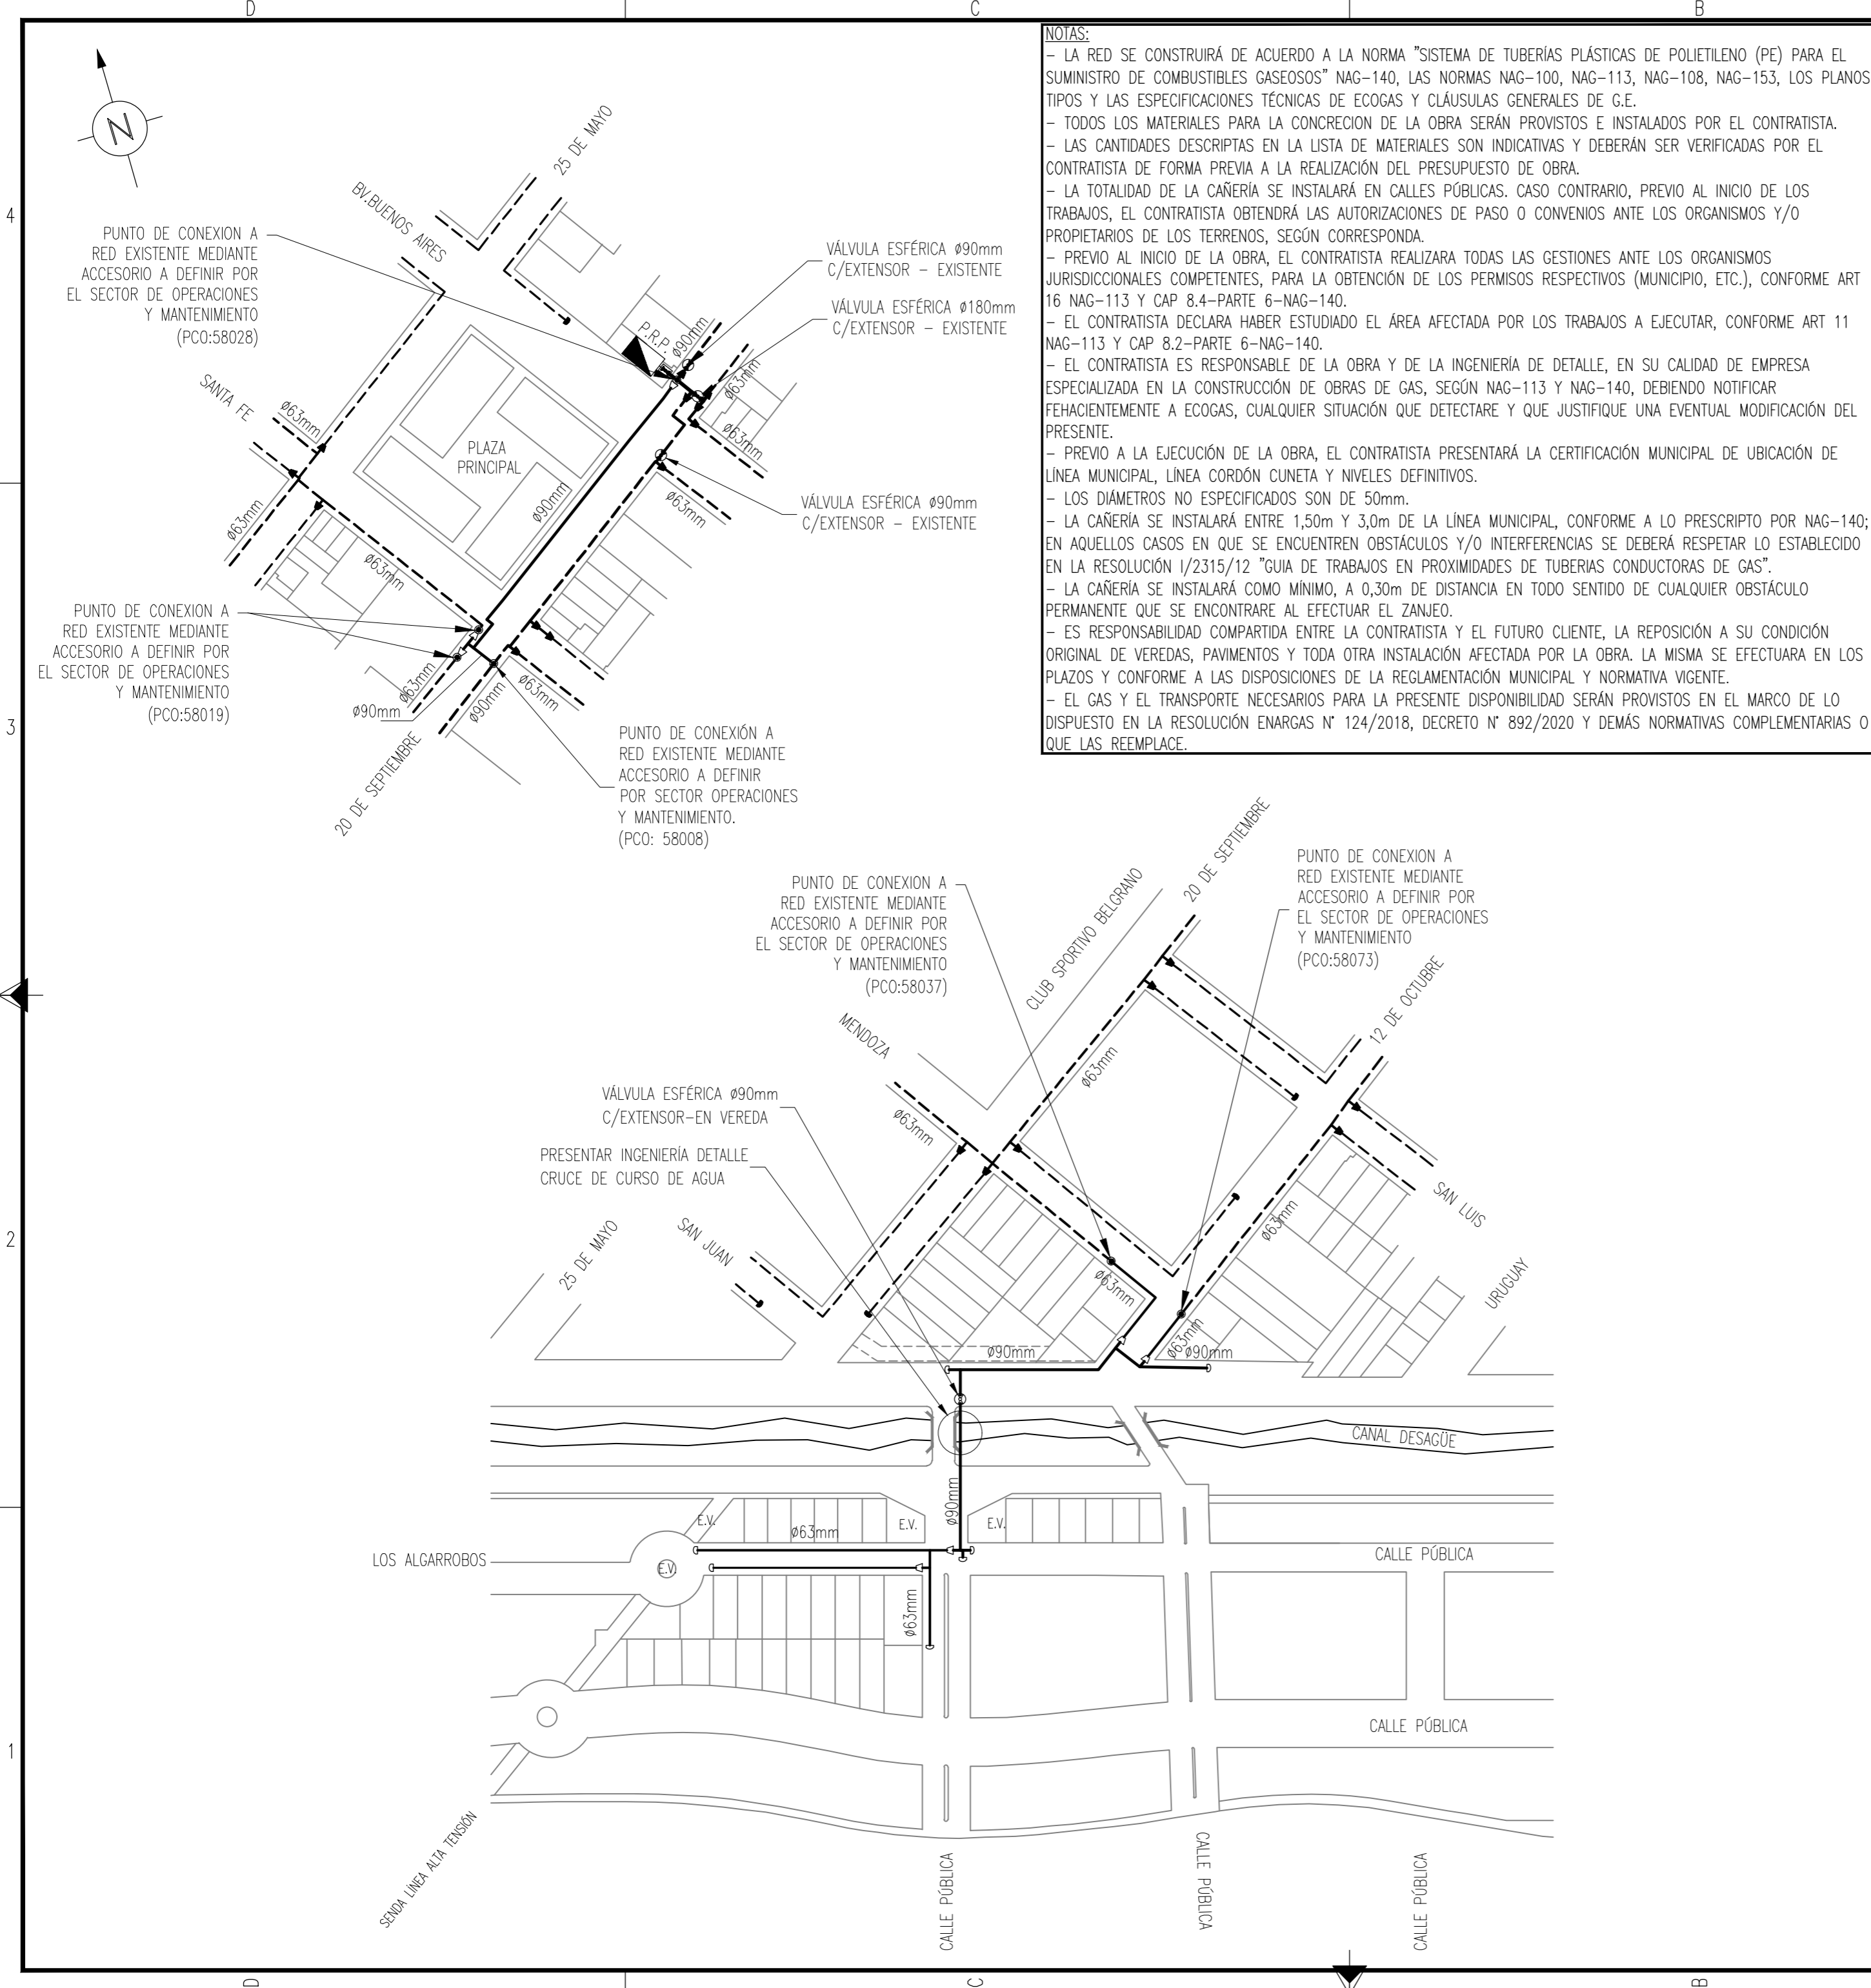 D
C
B
NOTAS:
– LA RED SE CONSTRUIRÁ DE ACUERDO A LA NORMA "SISTEMA DE TUBERÍAS PLÁSTICAS DE POLIETILENO (PE) PARA EL
SUMINISTRO DE COMBUSTIBLES GASEOSOS" NAG–140, LAS NORMAS NAG–100, NAG–113, NAG–108, NAG–153, LOS PLANOS
TIPOS Y LAS ESPECIFICACIONES TÉCNICAS DE ECOGAS Y CLÁUSULAS GENERALES DE G.E.
– TODOS LOS MATERIALES PARA LA CONCRECION DE LA OBRA SERÁN PROVISTOS E INSTALADOS POR EL CONTRATISTA.
– LAS CANTIDADES DESCRIPTAS EN LA LISTA DE MATERIALES SON INDICATIVAS Y DEBERÁN SER VERIFICADAS POR EL
CONTRATISTA DE FORMA PREVIA A LA REALIZACIÓN DEL PRESUPUESTO DE OBRA.
– LA TOTALIDAD DE LA CAÑERÍA SE INSTALARÁ EN CALLES PÚBLICAS. CASO CONTRARIO, PREVIO AL INICIO DE LOS
TRABAJOS, EL CONTRATISTA OBTENDRÁ LAS AUTORIZACIONES DE PASO O CONVENIOS ANTE LOS ORGANISMOS Y/O
PROPIETARIOS DE LOS TERRENOS, SEGÚN CORRESPONDA.
– PREVIO AL INICIO DE LA OBRA, EL CONTRATISTA REALIZARA TODAS LAS GESTIONES ANTE LOS ORGANISMOS
JURISDICCIONALES COMPETENTES, PARA LA OBTENCIÓN DE LOS PERMISOS RESPECTIVOS (MUNICIPIO, ETC.), CONFORME ART
16 NAG–113 Y CAP 8.4–PARTE 6–NAG–140.
– EL CONTRATISTA DECLARA HABER ESTUDIADO EL ÁREA AFECTADA POR LOS TRABAJOS A EJECUTAR, CONFORME ART 11
NAG–113 Y CAP 8.2–PARTE 6–NAG–140.
– EL CONTRATISTA ES RESPONSABLE DE LA OBRA Y DE LA INGENIERÍA DE DETALLE, EN SU CALIDAD DE EMPRESA
ESPECIALIZADA EN LA CONSTRUCCIÓN DE OBRAS DE GAS, SEGÚN NAG–113 Y NAG–140, DEBIENDO NOTIFICAR
FEHACIENTEMENTE A ECOGAS, CUALQUIER SITUACIÓN QUE DETECTARE Y QUE JUSTIFIQUE UNA EVENTUAL MODIFICACIÓN DEL
PRESENTE.
– PREVIO A LA EJECUCIÓN DE LA OBRA, EL CONTRATISTA PRESENTARÁ LA CERTIFICACIÓN MUNICIPAL DE UBICACIÓN DE
LÍNEA MUNICIPAL, LÍNEA CORDÓN CUNETA Y NIVELES DEFINITIVOS.
– LOS DIÁMETROS NO ESPECIFICADOS SON DE 50mm.
– LA CAÑERÍA SE INSTALARÁ ENTRE 1,50m Y 3,0m DE LA LÍNEA MUNICIPAL, CONFORME A LO PRESCRIPTO POR NAG–140;
EN AQUELLOS CASOS EN QUE SE ENCUENTREN OBSTÁCULOS Y/O INTERFERENCIAS SE DEBERÁ RESPETAR LO ESTABLECIDO
EN LA RESOLUCIÓN I/2315/12 "GUIA DE TRABAJOS EN PROXIMIDADES DE TUBERIAS CONDUCTORAS DE GAS".
– LA CAÑERÍA SE INSTALARÁ COMO MÍNIMO, A 0,30m DE DISTANCIA EN TODO SENTIDO DE CUALQUIER OBSTÁCULO
PERMANENTE QUE SE ENCONTRARE AL EFECTUAR EL ZANJEO.
– ES RESPONSABILIDAD COMPARTIDA ENTRE LA CONTRATISTA Y EL FUTURO CLIENTE, LA REPOSICIÓN A SU CONDICIÓN
ORIGINAL DE VEREDAS, PAVIMENTOS Y TODA OTRA INSTALACIÓN AFECTADA POR LA OBRA. LA MISMA SE EFECTUARA EN LOS
PLAZOS Y CONFORME A LAS DISPOSICIONES DE LA REGLAMENTACIÓN MUNICIPAL Y NORMATIVA VIGENTE.
– EL GAS Y EL TRANSPORTE NECESARIOS PARA LA PRESENTE DISPONIBILIDAD SERÁN PROVISTOS EN EL MARCO DE LO
DISPUESTO EN LA RESOLUCIÓN ENARGAS N° 124/2018, DECRETO N° 892/2020 Y DEMÁS NORMATIVAS COMPLEMENTARIAS O
QUE LAS REEMPLACE.
N
4
25 DE MAYO
BV.BUENOS AIRES
PUNTO DE CONEXION A
RED EXISTENTE MEDIANTE
ACCESORIO A DEFINIR POR
EL SECTOR DE OPERACIONES
Y MANTENIMIENTO
(PCO:58028)
VÁLVULA ESFÉRICA ø90mm
C/EXTENSOR – EXISTENTE
VÁLVULA ESFÉRICA ø180mm
C/EXTENSOR – EXISTENTE
P.R.P.
ø90mm
ø63mm
SANTA FE
ø63mm
PLAZA
PRINCIPAL
ø63mm
ø90mm
ø63mm
VÁLVULA ESFÉRICA ø90mm
C/EXTENSOR – EXISTENTE
ø63mm
ø63mm
PUNTO DE CONEXION A
RED EXISTENTE MEDIANTE
ACCESORIO A DEFINIR POR
EL SECTOR DE OPERACIONES
Y MANTENIMIENTO
(PCO:58019)
ø63mm
ø90mm
ø90mm
ø63mm
3
20 DE SEPTIEMBRE
PUNTO DE CONEXIÓN A
RED EXISTENTE MEDIANTE
ACCESORIO A DEFINIR
POR SECTOR OPERACIONES
Y MANTENIMIENTO.
(PCO: 58008)
PUNTO DE CONEXION A
RED EXISTENTE MEDIANTE
ACCESORIO A DEFINIR POR
EL SECTOR DE OPERACIONES
Y MANTENIMIENTO
(PCO:58037)
CLUB SPORTIVO BELGRANO
20 DE SEPTIEMBRE
PUNTO DE CONEXION A
RED EXISTENTE MEDIANTE
ACCESORIO A DEFINIR POR
EL SECTOR DE OPERACIONES
Y MANTENIMIENTO
(PCO:58073)
12 DE OCTUBRE
MENDOZA
ø63mm
ø63mm
VÁLVULA ESFÉRICA ø90mm
C/EXTENSOR–EN VEREDA
PRESENTAR INGENIERÍA DETALLE
CRUCE DE CURSO DE AGUA
2
25 DE MAYO
SAN JUAN
ø63mm
ø63mm
SAN LUIS
URUGUAY
ø90mm
ø63mm
ø90mm
CANAL DESAGÜE
ø90mm
E.V.
ø63mm
E.V.
E.V.
LOS ALGARROBOS
E.V.
CALLE PÚBLICA
ø63mm
CALLE PÚBLICA
1
SENDA LÍNEA ALTA TENSIÓN
CALLE PÚBLICA
CALLE PÚBLICA
CALLE PÚBLICA
D
C
B